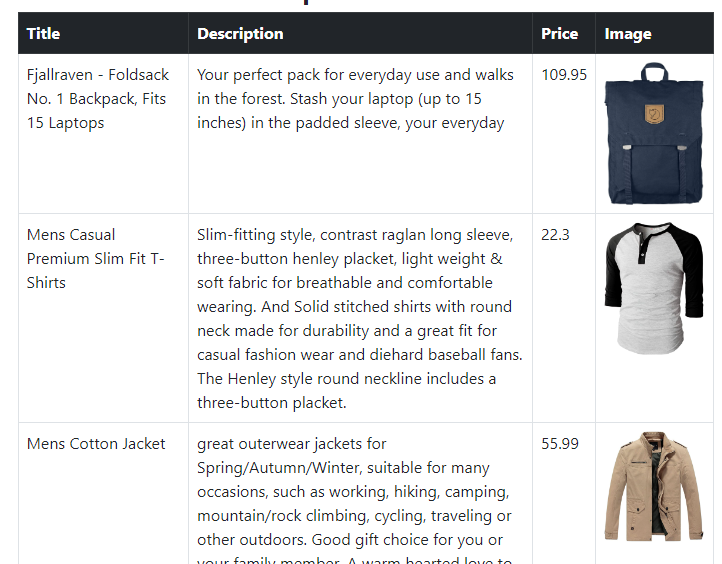 Title Description Price Image
Fjallraven - Foldsack
No. 1 Backpack, Fits
15 Laptops
Your perfect pack for everyday use and walks
in the forest. Stash your laptop (up to 15
inches) in the padded sleeve, your everyday
109.95
Mens Casual
Premium Slim Fit T-
Shirts
Slim-fitting style, contrast raglan long sleeve,
three-button henley placket, light weight &
soft fabric for breathable and comfortable
wearing. And Solid stitched shirts with round
neck made for durability and a great fit for
casual fashion wear and diehard baseball fans.
The Henley style round neckline includes a
three-button placket.
22.3
Mens Cotton Jacket
great outerwear jackets for
Spring/Autumn/Winter, suitable for many
occasions, such as working, hiking, camping,
mountain/rock climbing, cycling, traveling or
other outdoors. Good gift choice for you or
your family member. A warm hearted love to
55.99